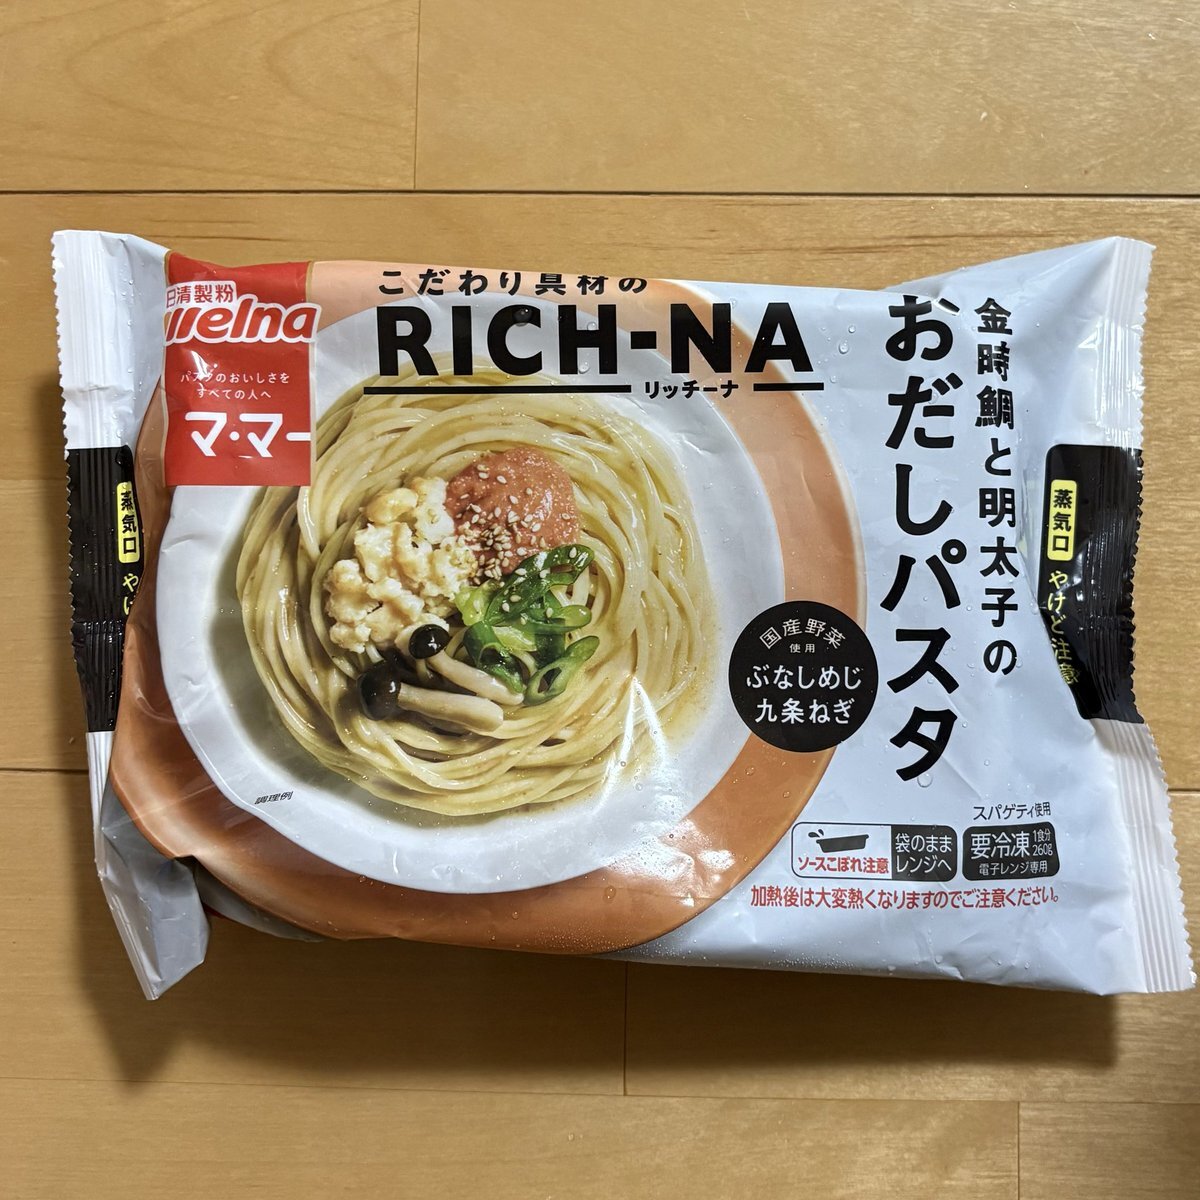 日清製粉
welna
パスタのおいしさを
すべての人へ
マ・マー
こだわり具材の
RICH-NA
リッチーナ
金時鯛と明太子の
おだしパスタ
蒸気口 やけど注意
蒸気口 やけど注意
国産野菜
使用
ぶなしめじ
九条ねぎ
調理例
スパゲティ使用
ソースこぼれ注意
袋のまま
レンジへ
要冷凍
1食分
260g
電子レンジ専用
加熱後は大変熱くなりますのでご注意ください。